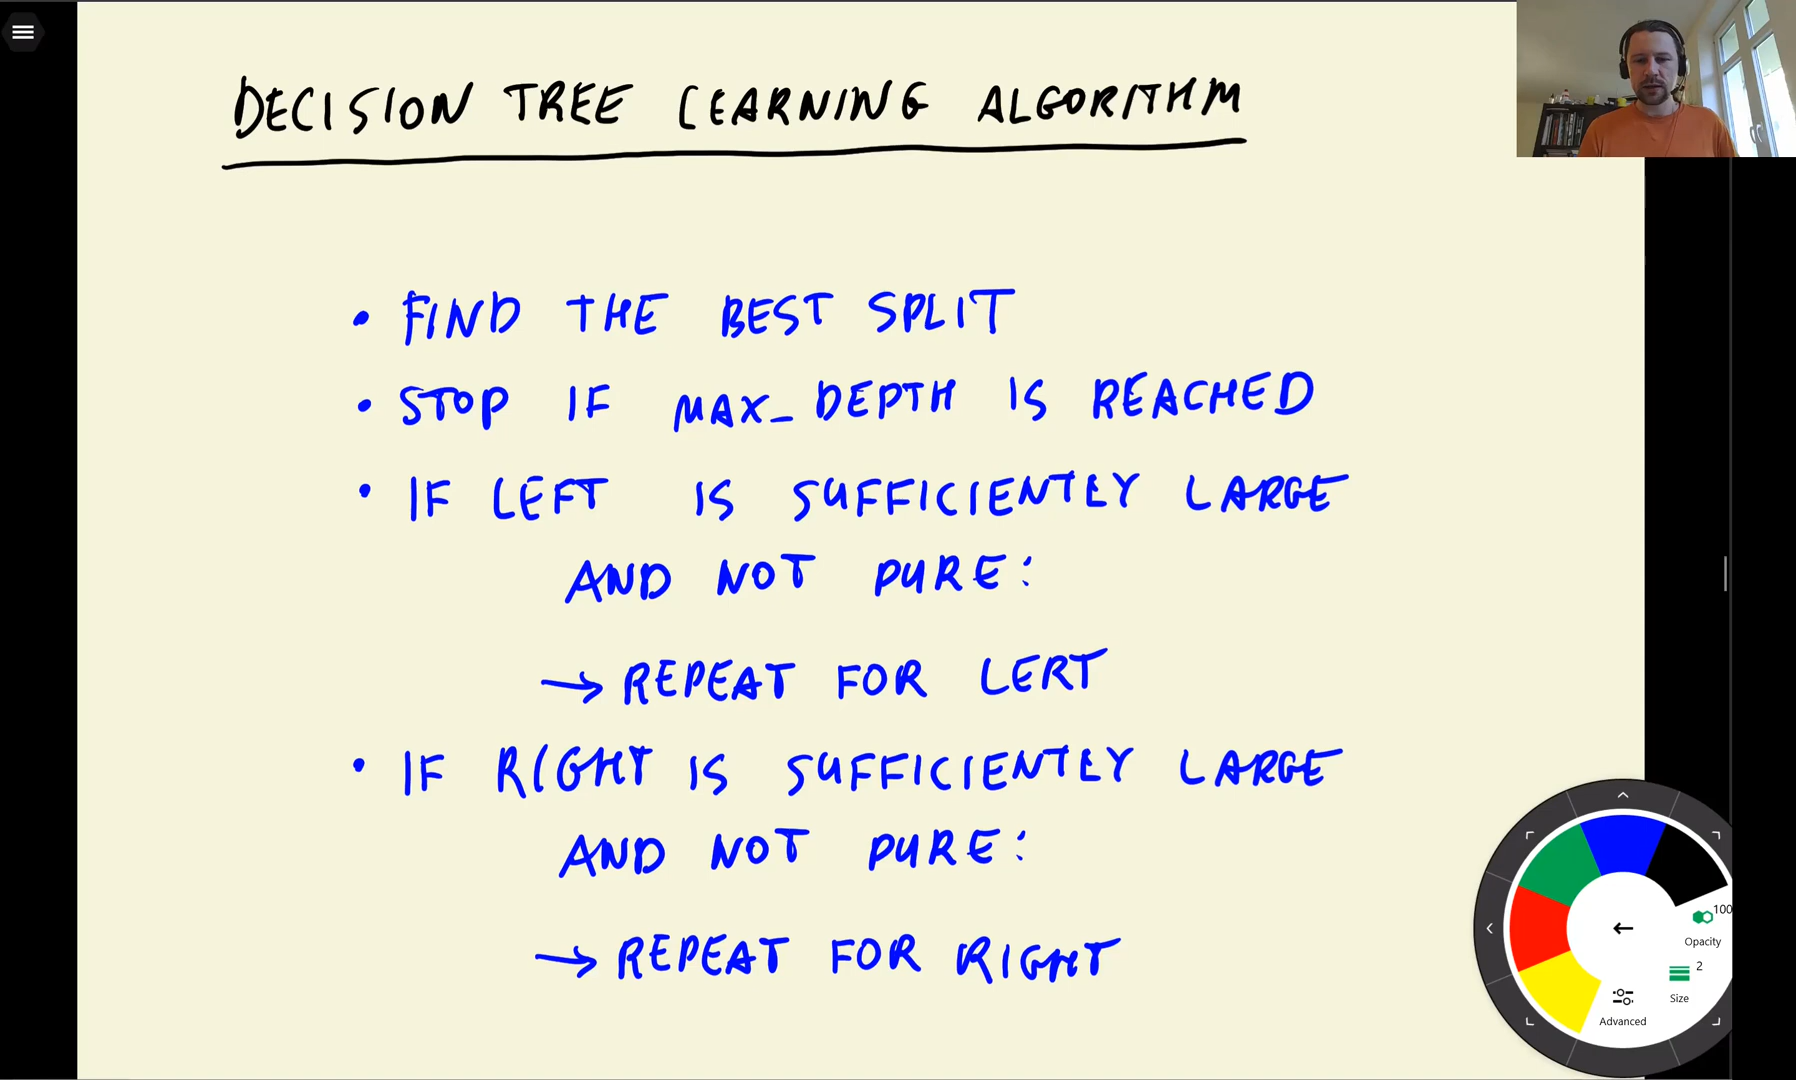 DECISION TREE LEARNING ALGORITHM
• FIND THE BEST SPLIT
• STOP IF MAX_DEPTH IS REACHED
• IF LEFT IS SUFFICIENTLY LARGE
AND NOT PURE:
→ REPEAT FOR LERT
• IF RIGHT IS SUFFICIENTLY LARGE
AND NOT PURE:
→ REPEAT FOR RIGHT
100
Opacity
2
Size
Advanced